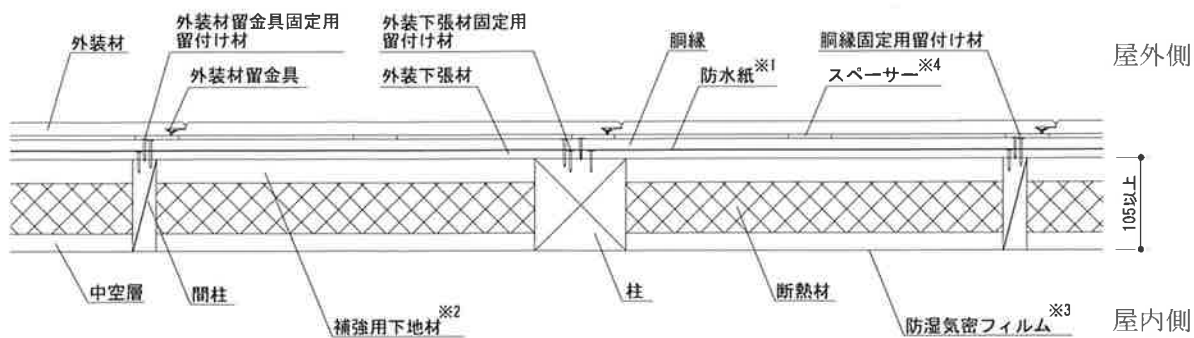 外装材
外装材留金具固定用
留付け材
外装材留金具
外装下張材固定用
留付け材
外装下張材
胴縁
防水紙※1
胴縁固定用留付け材
スペーサー※4
屋外側
105以上
中空層
間柱
補強用下地材※2
柱
断熱材
防湿気密フィルム※3
屋内側